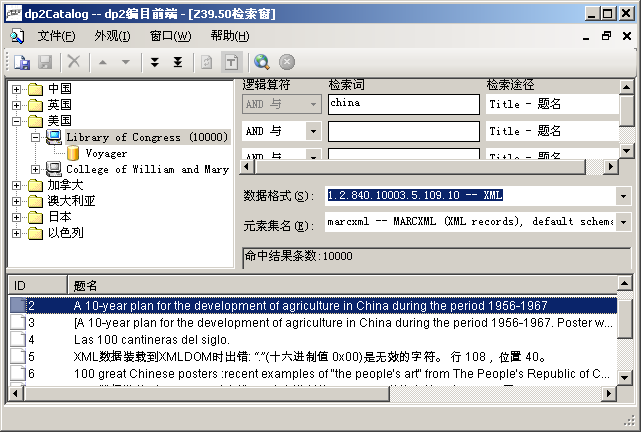 dp2Catalog -- dp2编目前端 - [Z39.50检索窗]
文件(F) 外观(I) 窗口(W) 帮助(H)
中国
英国
美国
Library of Congress (10000)
Voyager
College of William and Mary
加拿大
澳大利亚
日本
以色列
逻辑算符 检索词 检索途径
AND 与 china Title - 题名
AND 与 Title - 题名
AND 与 Title - 题名
数据格式(S): 1.2.840.10003.5.109.10 -- XML
元素集名(E): marcxml -- MARCXML (XML records), default schema
命中结果条数:10000
ID 题名
2 A 10-year plan for the development of agriculture in China during the period 1956-1967
3 [A 10-year plan for the development of agriculture in China during the period 1956-1967. Poster w...
4 Las 100 cantineras del siglo.
5 XML数据装载到XMLDOM时出错: “.”(十六进制值 0x00)是无效的字符。 行 108，位置 40。
6 100 great Chinese posters :recent examples of "the people's art" from The People's Republic of C...